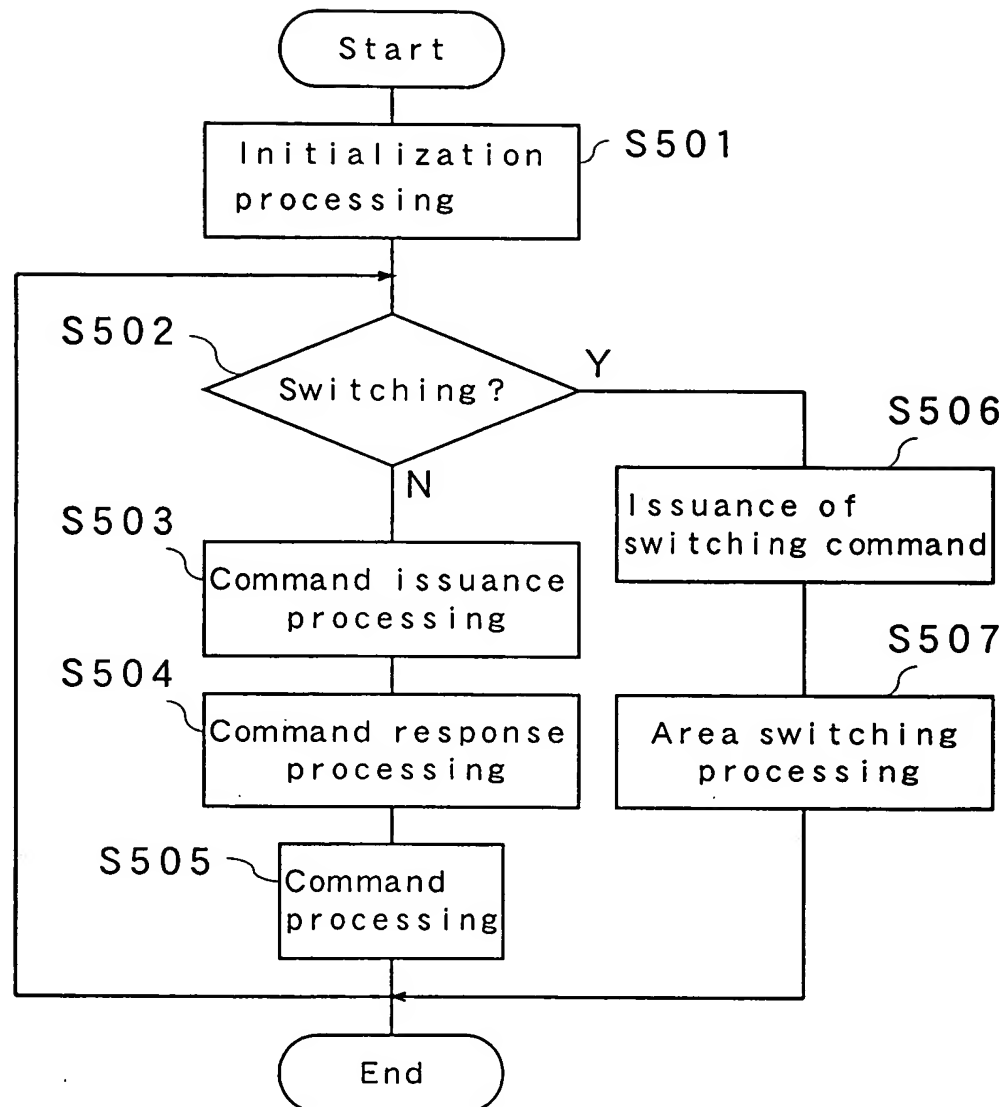 Start
Initialization
processing
S501
S502
Switching?
Y
N
S503
Command issuance
processing
S504
Command response
processing
S505
Command
processing
S506
Issuance of
switching command
S507
Area switching
processing
End